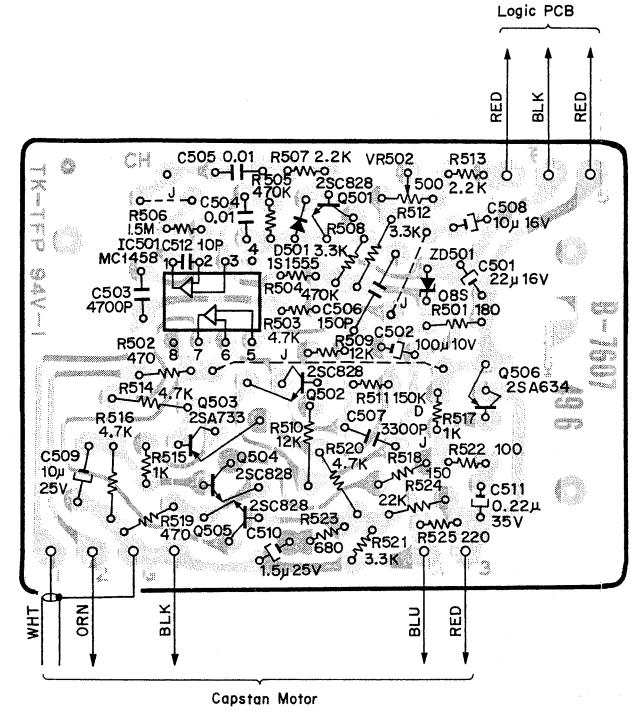 Logic PCB
RED
BLK
RED
C505 0.01
R507 2.2K
VR502
R513
CH
R505
470K
2SC828
Q501
500
2.2K
J
C504
0.01
R512
3.3K
C508
10μ 16V
R506
1.5M
R508
IC501
C512 10P
MC1458
1 2 3 4
D501
3.3K
1S1555
ZD501
C501
22μ 16V
R504
470K
C503
4700P
C506
150P
J
08S
R501 180
R503
4.7K
C502
100μ 10V
R509
12K
R502
470
8 7 6 5
J
2SC828
Q502
Q506
2SA634
R514
4.7K
Q503
2SA733
R511 150K
R516
4.7K
R510
12K
C507
3300P
D
J
R517
1K
C509
10μ
25V
R515
1K
Q504
2SC828
R520
4.7K
R518
150
R522 100
R524
22K
C511
0.22μ
35V
R519
470
Q505
2SC828
C510
1.5μ 25V
R523
680
R521
3.3K
R525 220
3
TK-TFP 94V-1
B-7607
496
WHT
ORN
BLK
BLU
RED
Capstan Motor